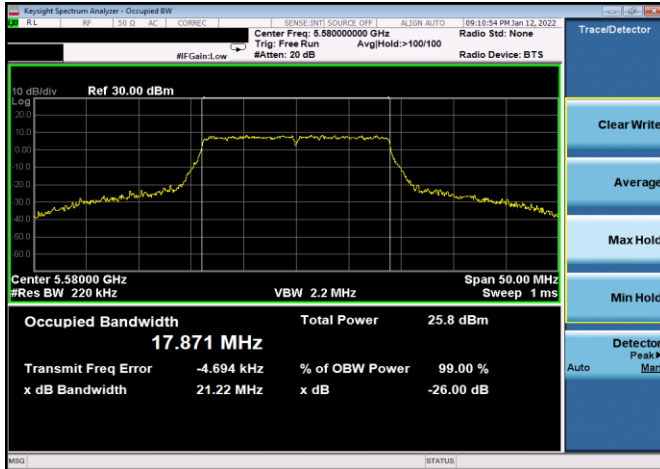 Keysight Spectrum Analyzer - Occupied BW
RL RF 50 Ω AC CORREC SENSE:INT SOURCE OFF ALIGN AUTO 09:10:54 PM Jan 12, 2022
Center Freq: 5.580000000 GHz Radio Std: None
Trig: Free Run Avg|Hold:>100/100
#IFGain:Low #Atten: 20 dB Radio Device: BTS
10 dB/div Ref 30.00 dBm
Log
20.0
10.0
0.00
-10.0
-20.0
-30.0
-40.0
-50.0
-60.0
Center 5.58000 GHz Span 50.00 MHz
#Res BW 220 kHz VBW 2.2 MHz Sweep 1 ms
Occupied Bandwidth Total Power 25.8 dBm
17.871 MHz
Transmit Freq Error -4.694 kHz % of OBW Power 99.00 %
x dB Bandwidth 21.22 MHz x dB -26.00 dB
MSG STATUS
Trace/Detector
Clear Write
Average
Max Hold
Min Hold
Detector
Peak
Auto Man